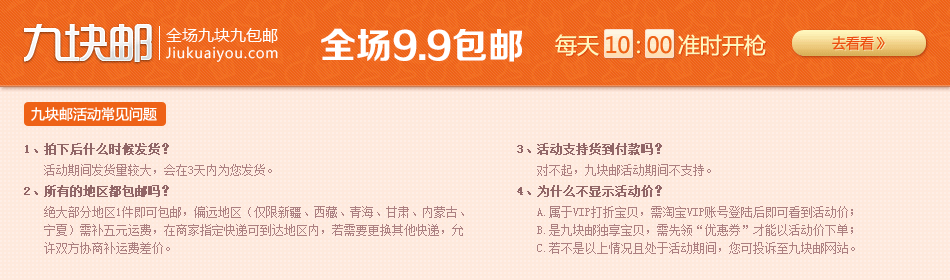 九块邮
全场九块九包邮
Jiukuaiyou.com
全场9.9包邮
每天10:00准时开枪
去看看》
九块邮活动常见问题
1、拍下后什么时候发货?
活动期间发货量较大，会在3天内为您发货。
2、所有的地区都包邮吗?
绝大部分地区1件即可包邮，偏远地区（仅限新疆、西藏、青海、甘肃、内蒙古、
宁夏）需补五元运费，在商家指定快递可到达地区内，若需要更换其他快递，允
许双方协商补运费差价。
3、活动支持货到付款吗?
对不起，九块邮活动期间不支持。
4、为什么不显示活动价?
A.属于VIP打折宝贝，需淘宝VIP账号登陆后即可看到活动价；
B.是九块邮独享宝贝，需先领“优惠券”才能以活动价下单；
C.若不是以上情况且处于活动期间，您可投诉至九块邮网站。